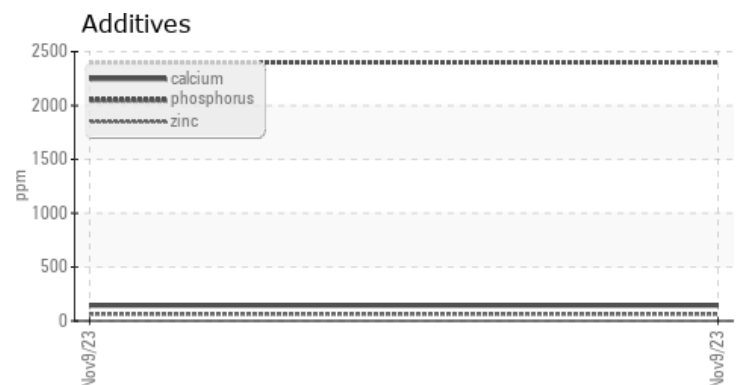 Additives
2500
2000
1500
1000
500
0
ppm
calcium
phosphorus
zinc
Nov9/23
Nov9/23